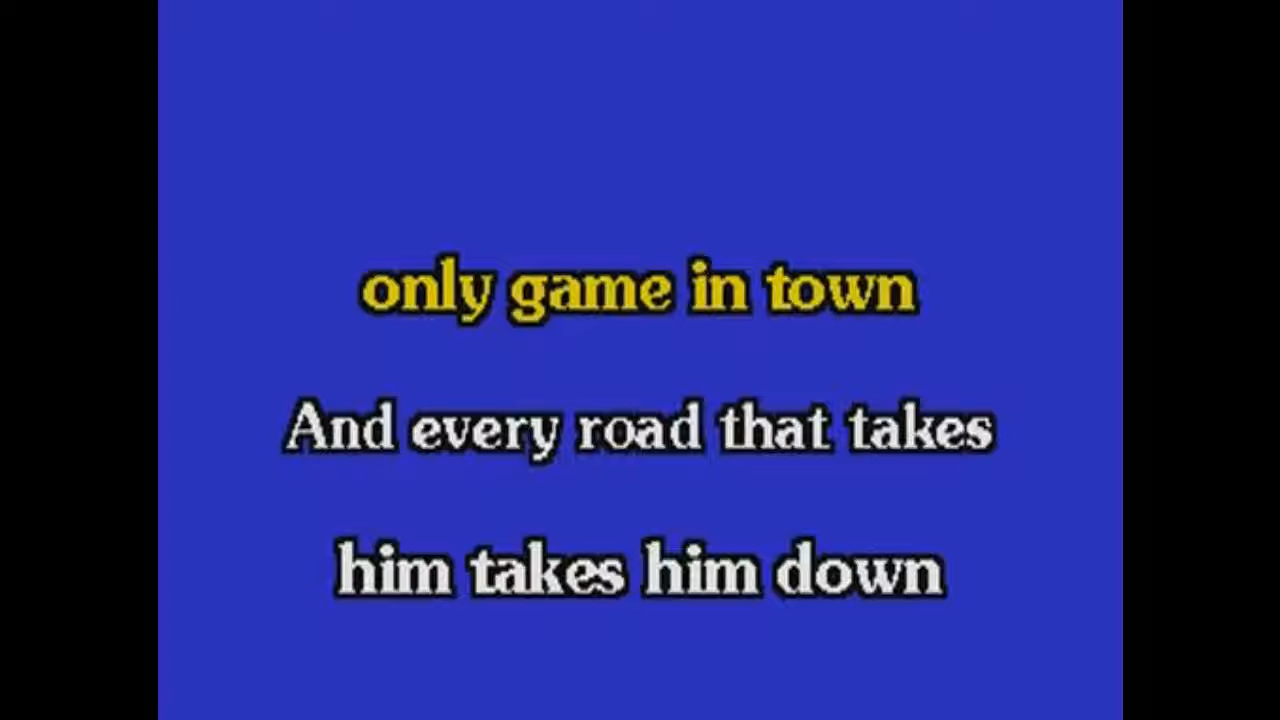 only game in town
And every road that takes
him takes him down